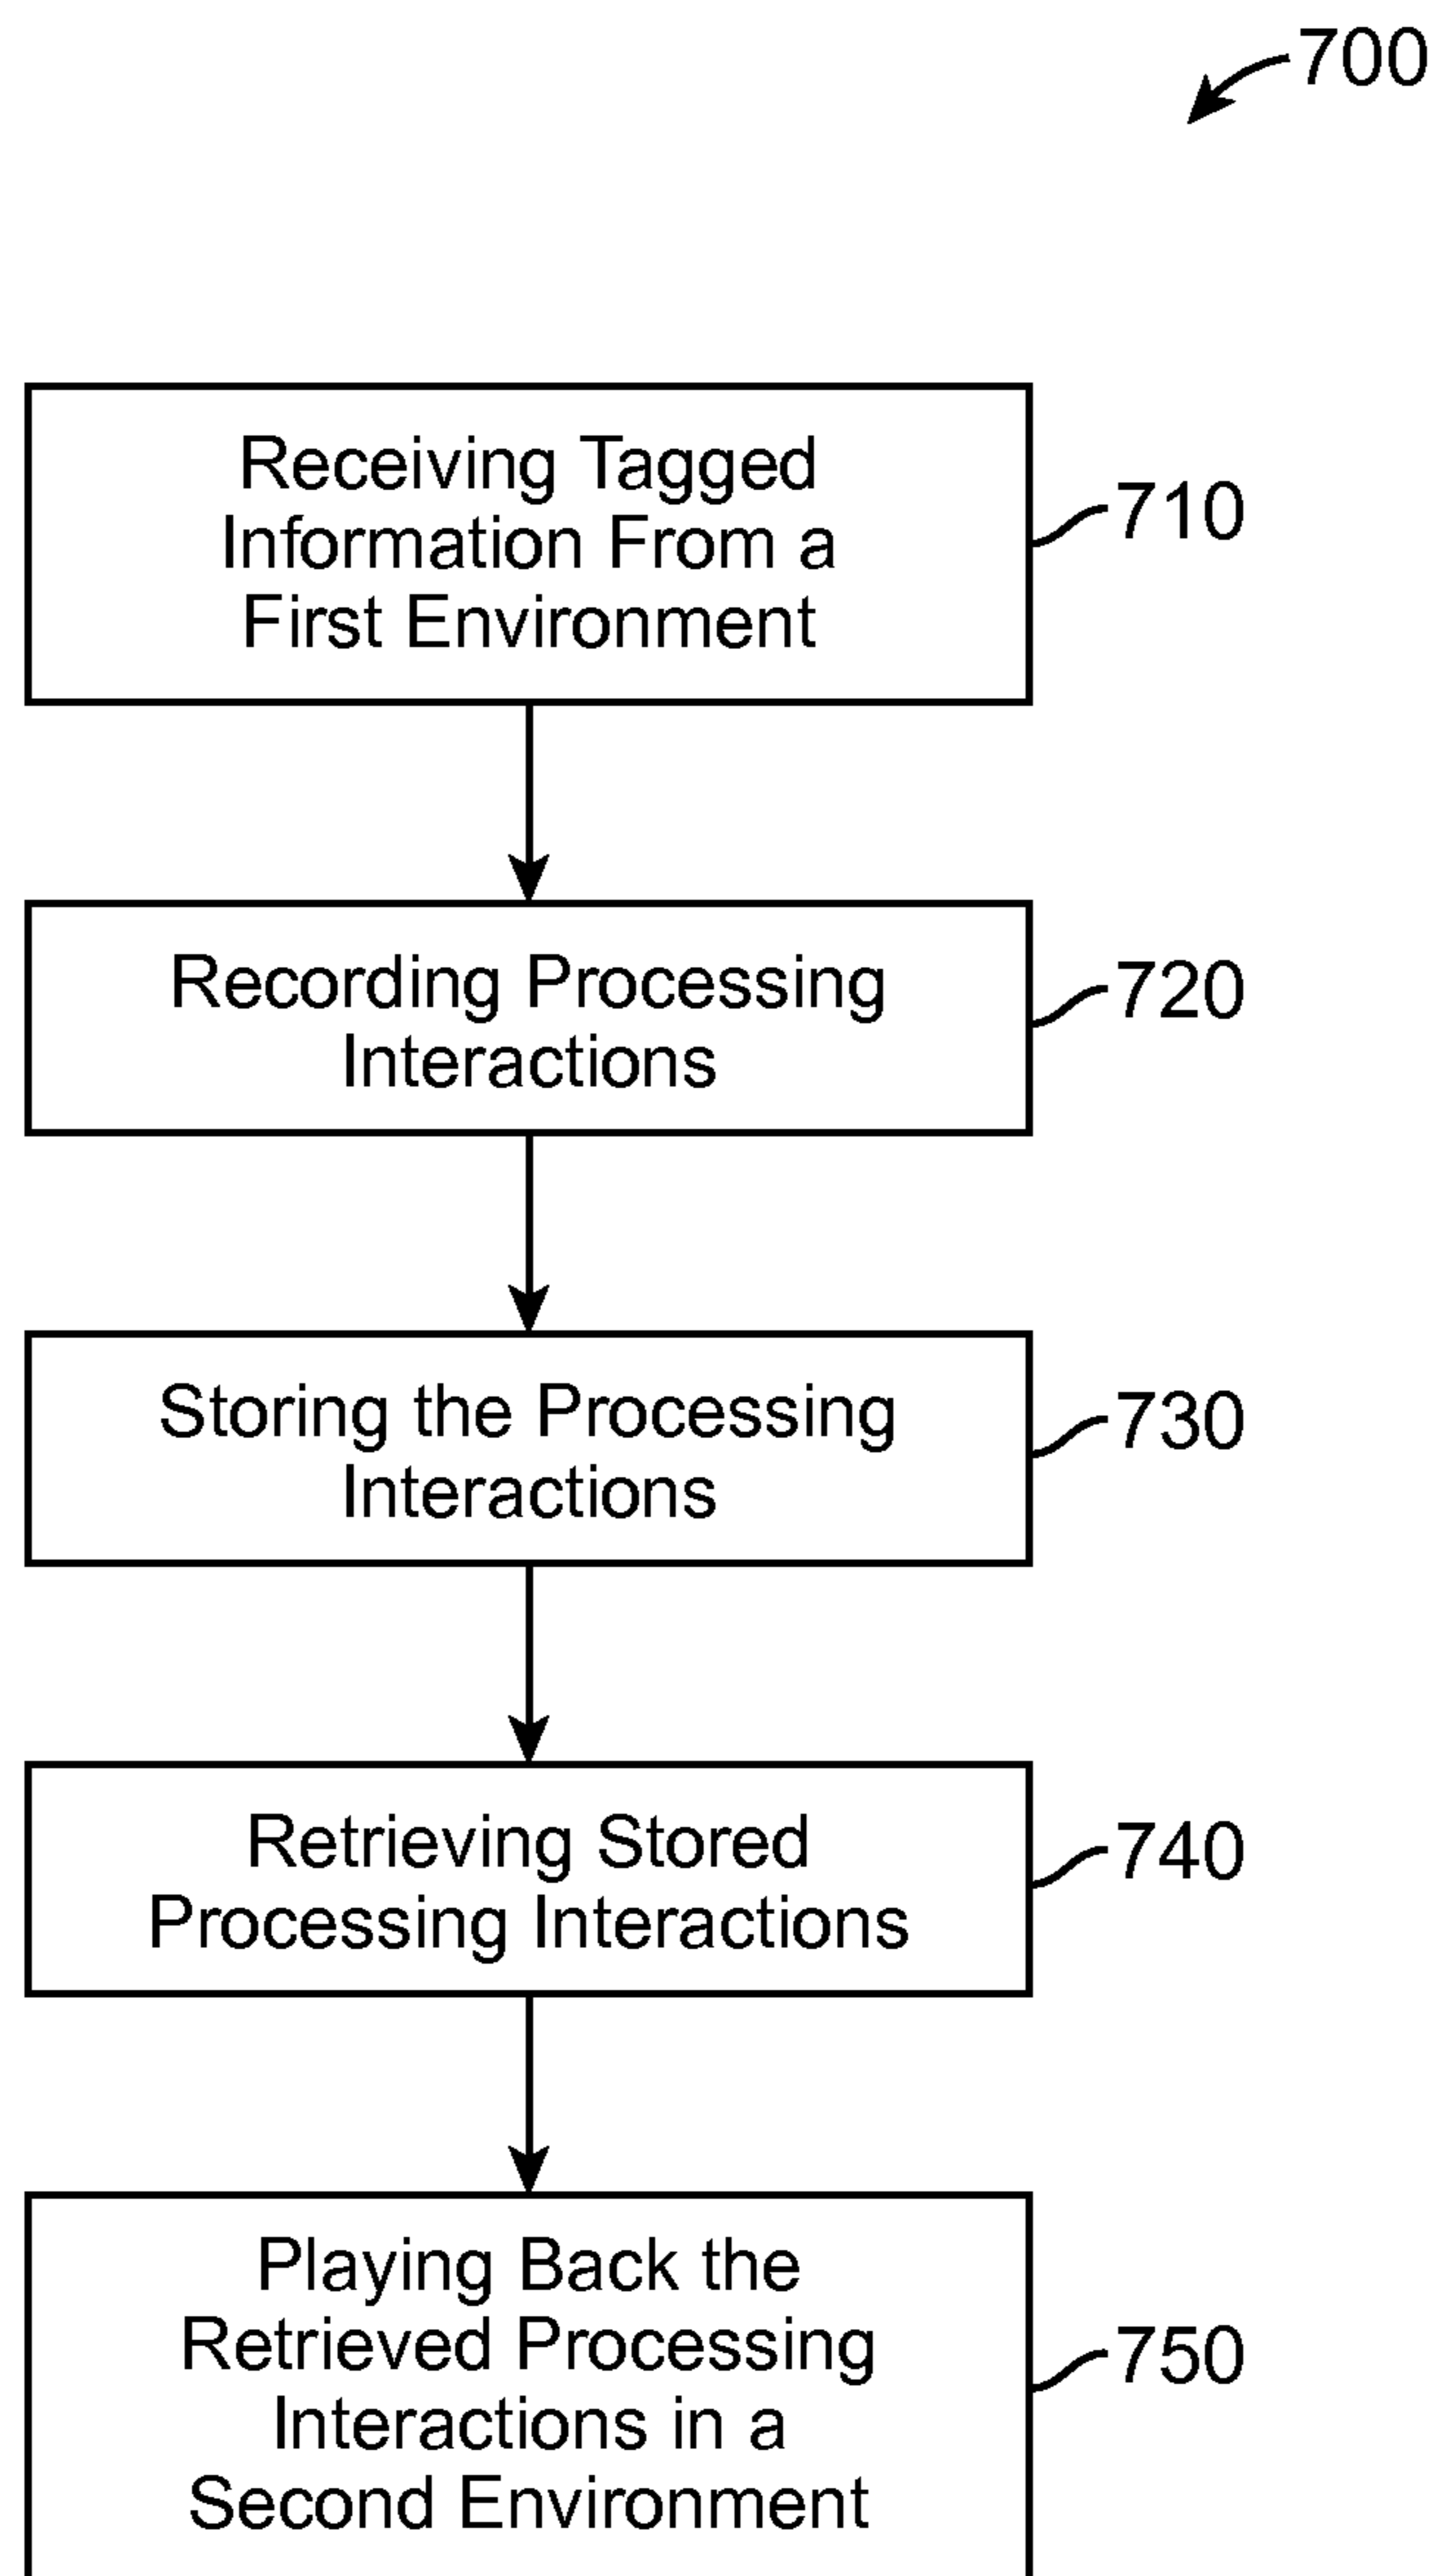 700
Receiving Tagged
Information From a
First Environment
710
Recording Processing
Interactions
720
Storing the Processing
Interactions
730
Retrieving Stored
Processing Interactions
740
Playing Back the
Retrieved Processing
Interactions in a
Second Environment
750